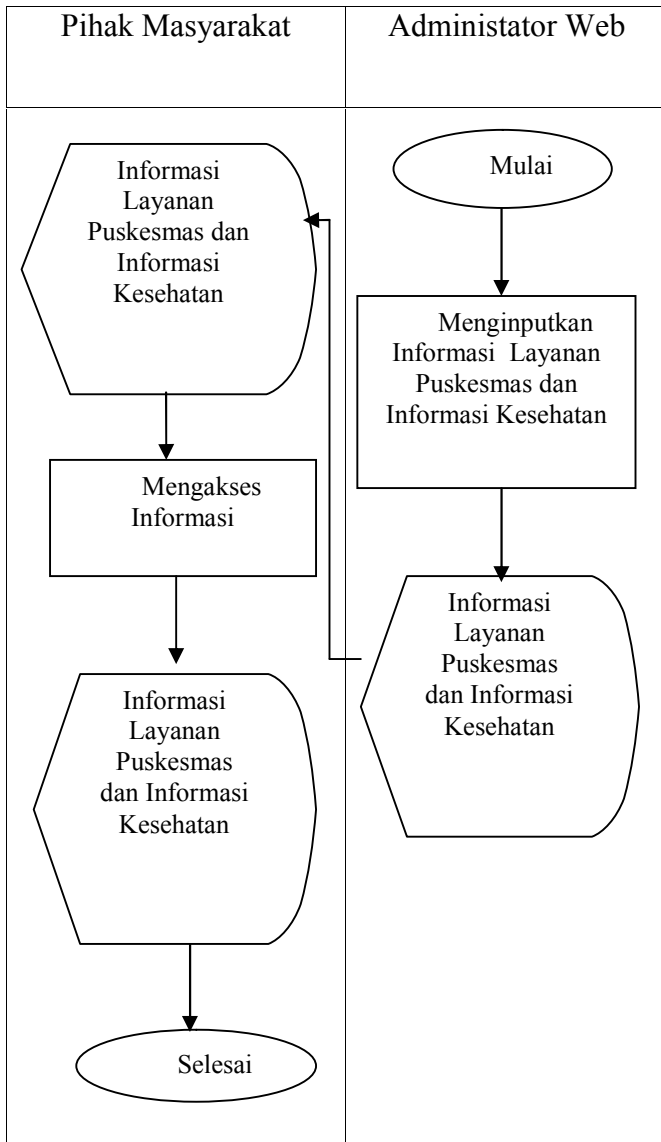 Pihak Masyarakat
Administator Web
Informasi
Layanan
Puskesmas dan
Informasi
Kesehatan
Mengakses
Informasi
Informasi
Layanan
Puskesmas
dan Informasi
Kesehatan
Selesai
Mulai
Menginputkan
Informasi Layanan
Puskesmas dan
Informasi Kesehatan
Informasi
Layanan
Puskesmas
dan Informasi
Kesehatan